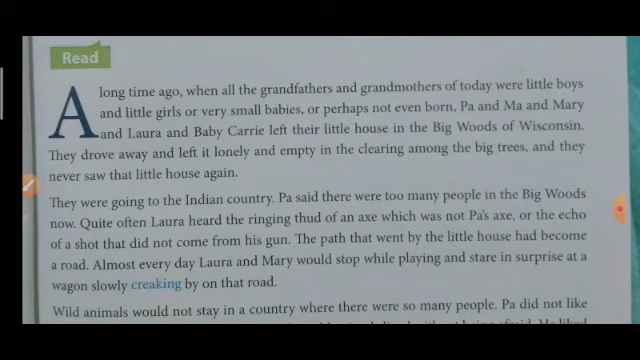 Read
A long time ago, when all the grandfathers and grandmothers of today were little boys
and little girls or very small babies, or perhaps not even born, Pa and Ma and Mary
and Laura and Baby Carrie left their little house in the Big Woods of Wisconsin.
They drove away and left it lonely and empty in the clearing among the big trees, and they
never saw that little house again.
They were going to the Indian country. Pa said there were too many people in the Big Woods
now. Quite often Laura heard the ringing thud of an axe which was not Pa's axe, or the echo
of a shot that did not come from his gun. The path that went by the little house had become
a road. Almost every day Laura and Mary would stop while playing and stare in surprise at a
wagon slowly creaking by on that road.
Wild animals would not stay in a country where there were so many people. Pa did not like